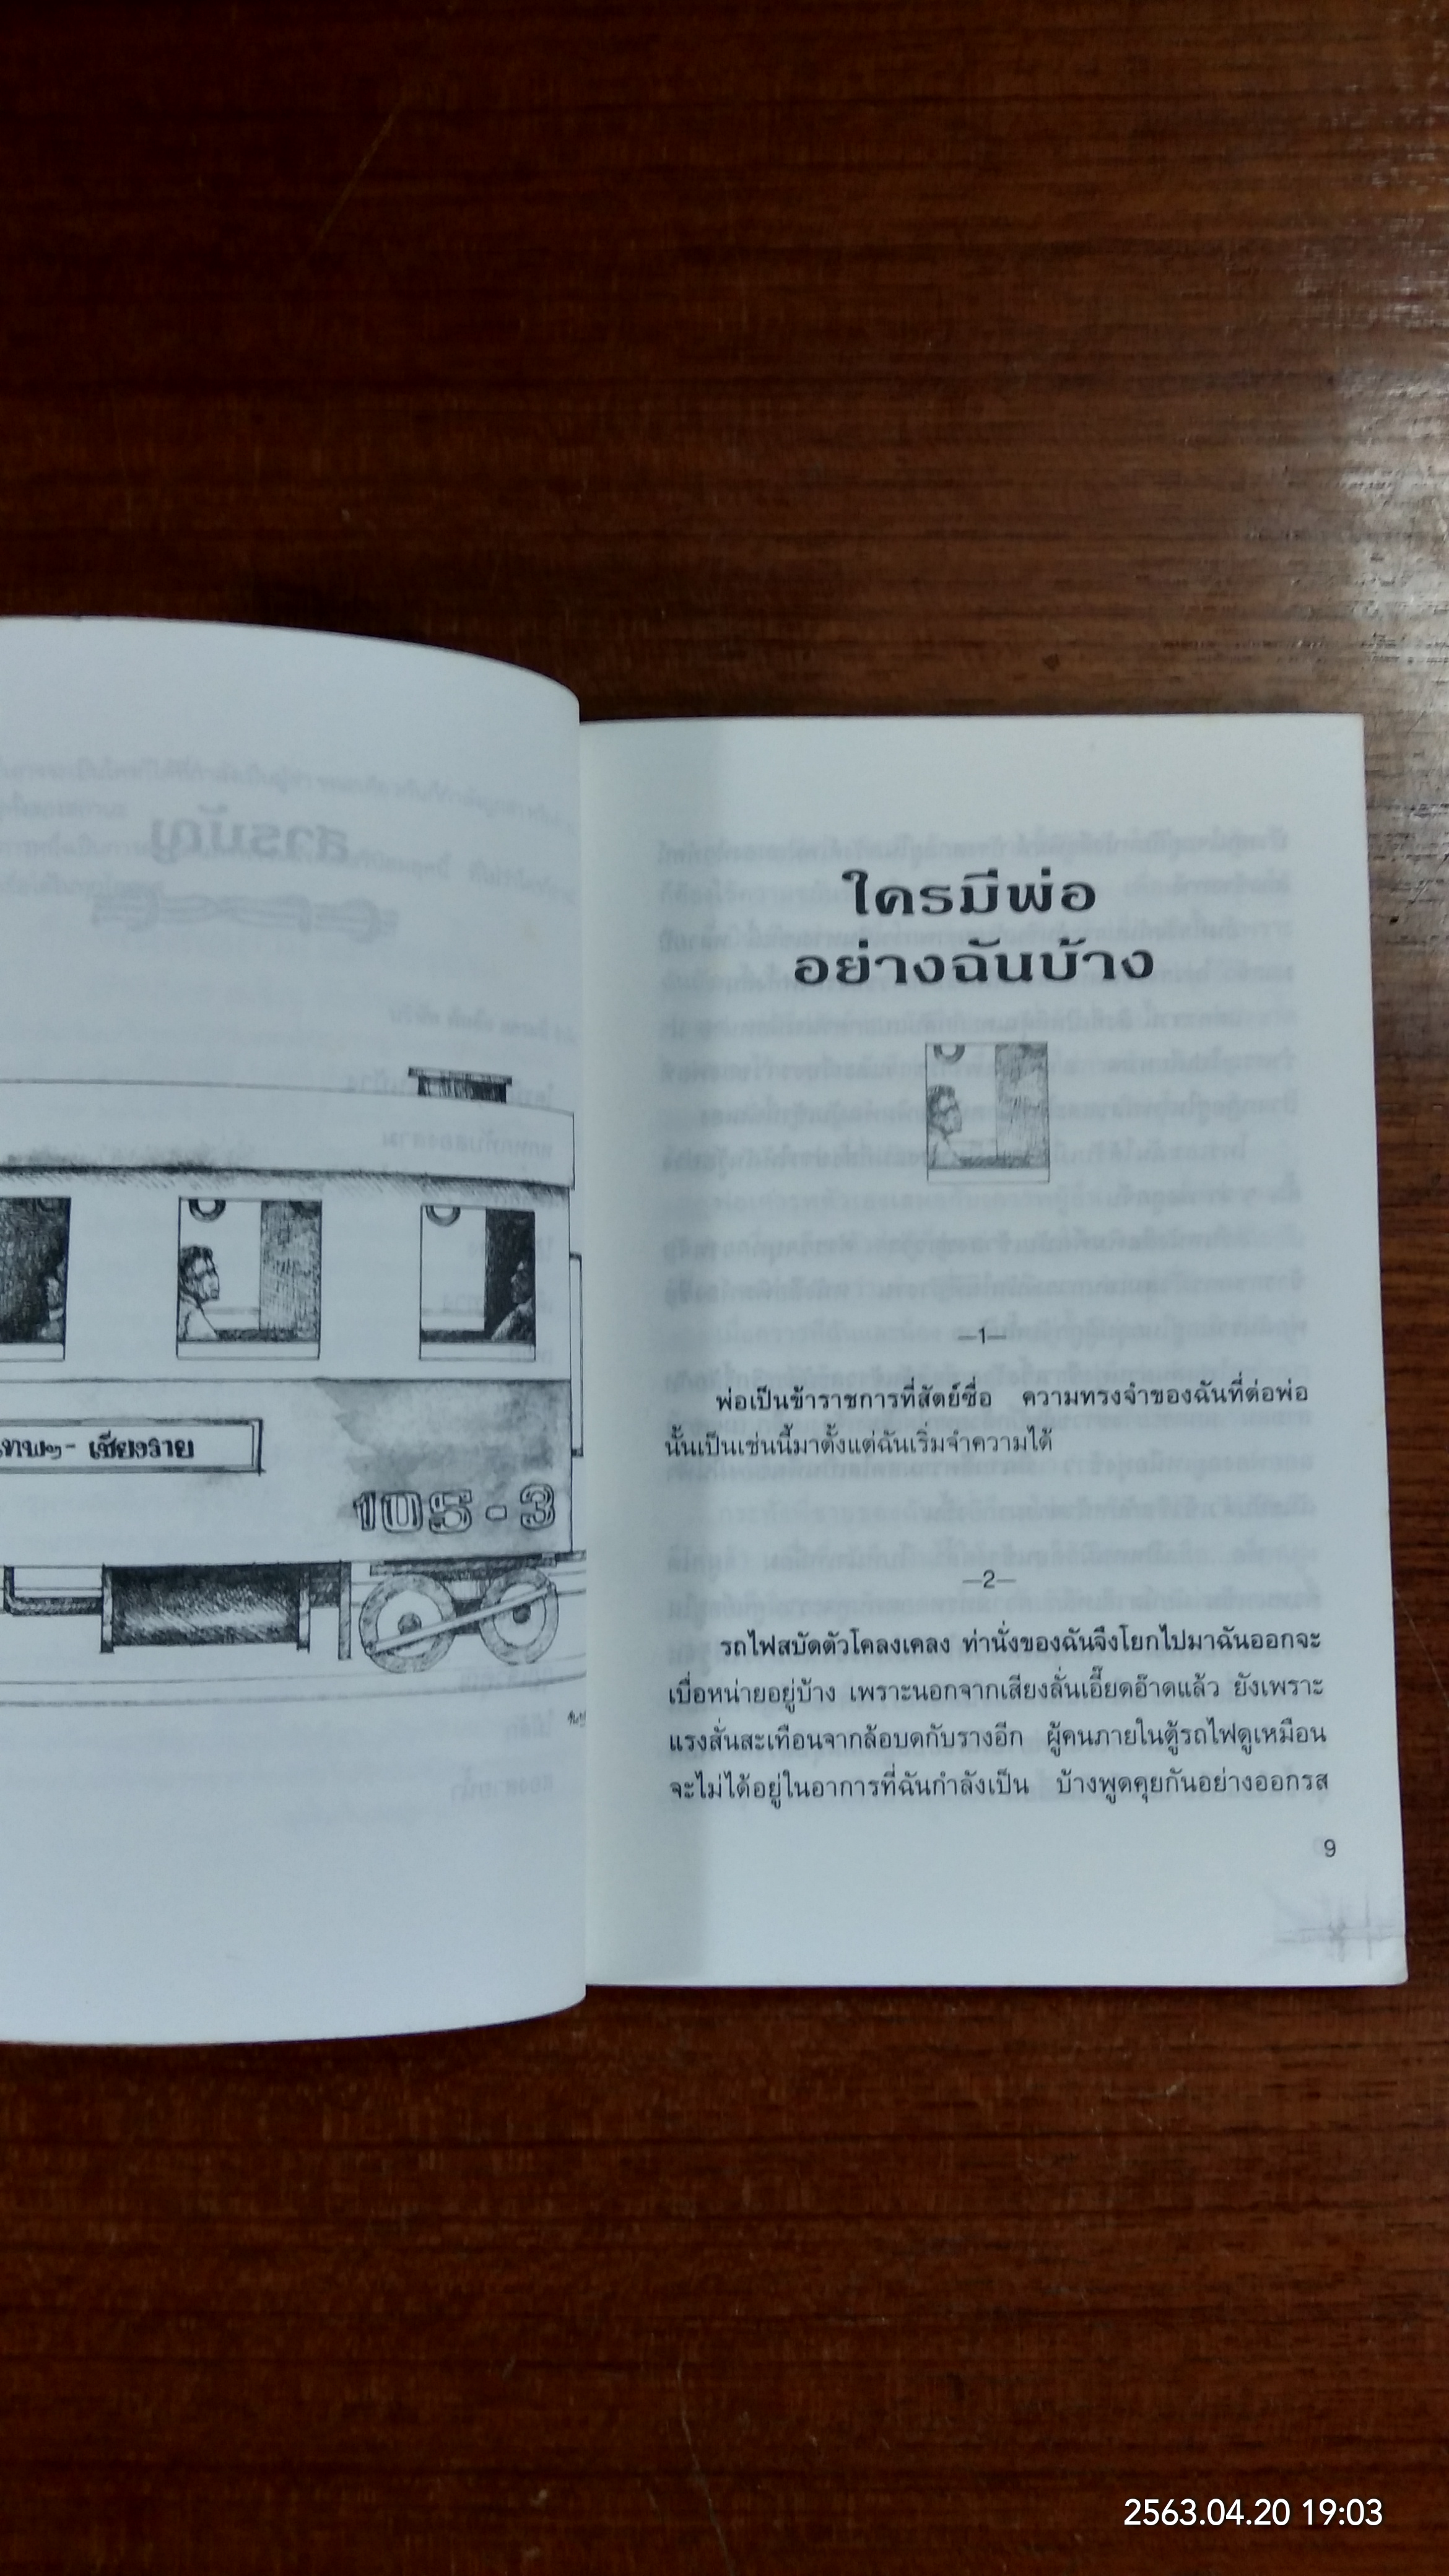 เทพฯ - เชียงราย
10S-3
ใครมีพ่อ
อย่างฉันบ้าง
—1—
พ่อเป็นข้าราชการที่สัตย์ซื่อ ความทรงจำของฉันที่ต่อพ่อ
นั้นเป็นเช่นนี้มาตั้งแต่ฉันเริ่มจำความได้
—2—
รถไฟสบัดตัวโคลงเคลง ท่านั่งของฉันจึงโยกไปมาฉันออกจะ
เบื่อหน่ายอยู่บ้าง เพราะนอกจากเสียงลั่นเอี๊ยดอ๊าดแล้ว ยังเพราะ
แรงสั่นสะเทือนจากล้อบดกับรางอีก ผู้คนภายในตู้รถไฟดูเหมือน
จะไม่ได้อยู่ในอาการที่ฉันกำลังเป็น บ้างพูดคุยกันอย่างออกรส
9
2563.04.20 19:03